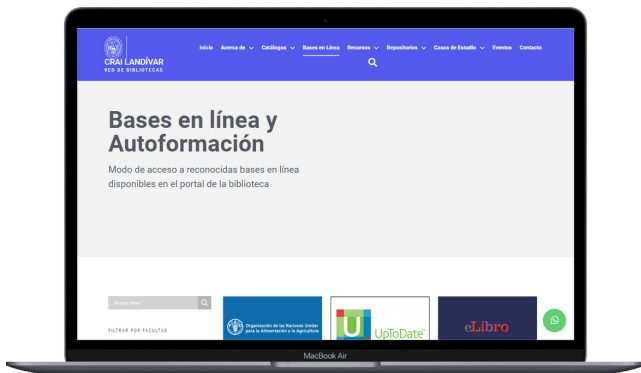 CRAI LANDÍVAR
RED DE BIBLIOTECAS
Inicio Acerca de Catálogos Bases en Línea Recursos Repositorios Casos de Estudio Eventos Contacto
Bases en línea y
Autoformación
Modo de acceso a reconocidas bases en línea
disponibles en el portal de la biblioteca
FILTRAR POR FACULTAD
Organización de las Naciones Unidas
para la Alimentación y la Agricultura
U
UpToDate®
eLibro
MacBook Air